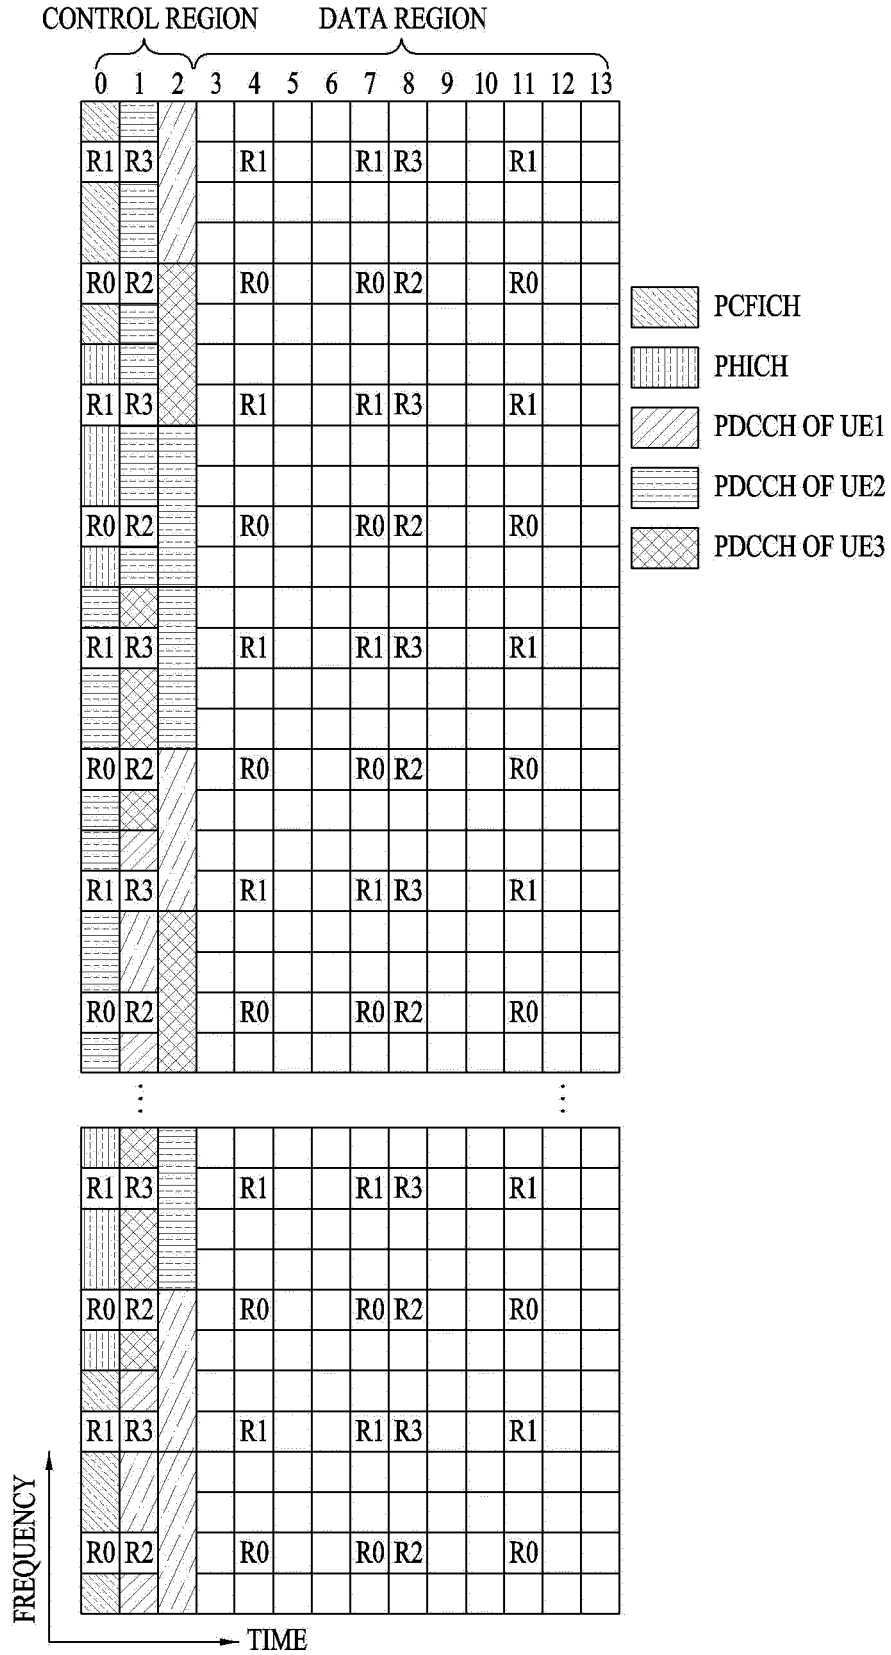 CONTROL REGION DATA REGION
0 1 2 3 4 5 6 7 8 9 10 11 12 13
R1 R3 R1 R1 R3 R1
R0 R2 R0 R0 R2 R0
PCFICH
PHICH
R1 R3 R1 R1 R3 R1
PDCCH OF UE1
PDCCH OF UE2
R0 R2 R0 R0 R2 R0
PDCCH OF UE3
R1 R3 R1 R1 R3 R1
R0 R2 R0 R0 R2 R0
R1 R3 R1 R1 R3 R1
R0 R2 R0 R0 R2 R0
R1 R3 R1 R1 R3 R1
R0 R2 R0 R0 R2 R0
R1 R3 R1 R1 R3 R1
R0 R2 R0 R0 R2 R0
FREQUENCY
TIME